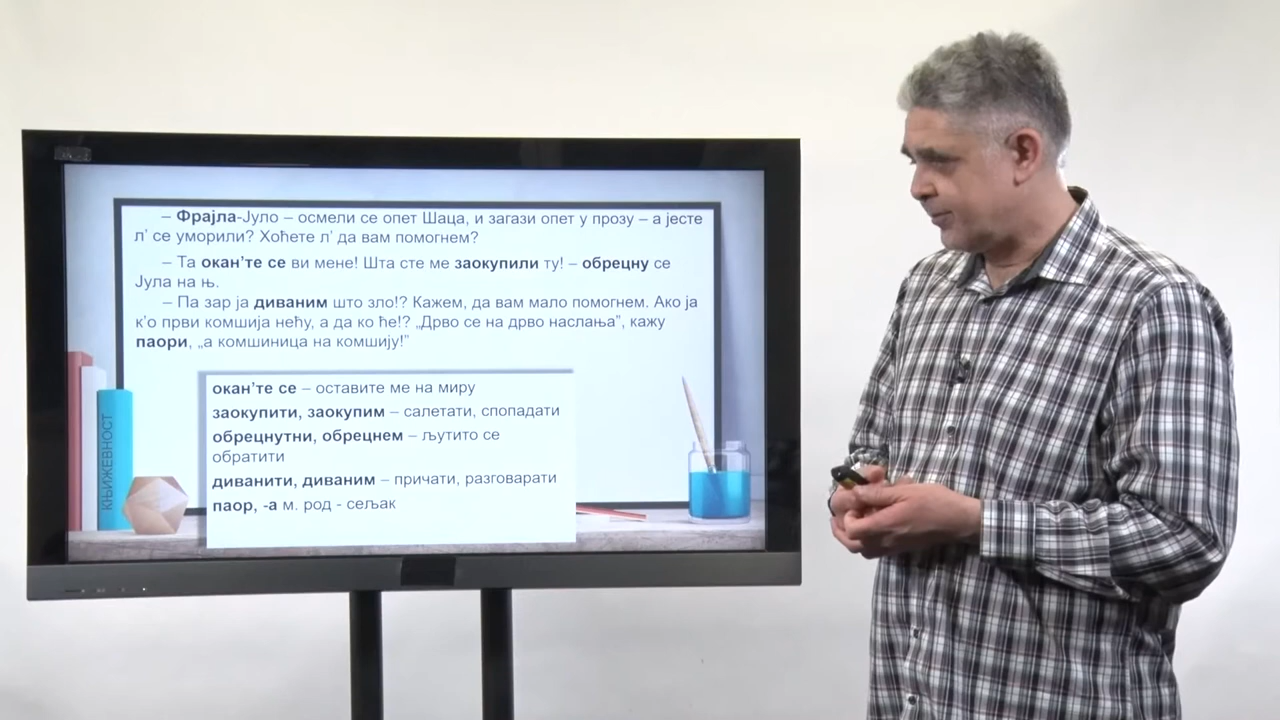 – Фрајла-Јуло – осмели се опет Шаца, и загази опет у прозу – а јесте
л’ се уморили? Хоћете л’ да вам помогнем?
– Та окан’те се ви мене! Шта сте ме заокупили ту! – обрецну се
Јула на њ.
– Па зар ја диваним што зло!? Кажем, да вам мало помогнем. Ако ја
к’о први комшија нећу, а да ко ће!? „Дрво се на дрво наслања”, кажу
паори, „а комшиница на комшију!”
окан’те се – оставите ме на миру
заокупити, заокупим – салетати, спопадати
обрецнутни, обрецнем – љутито се
обратити
диванити, диваним – причати, разговарати
паор, -а м. род - сељак
КЊИЖЕВНОСТ